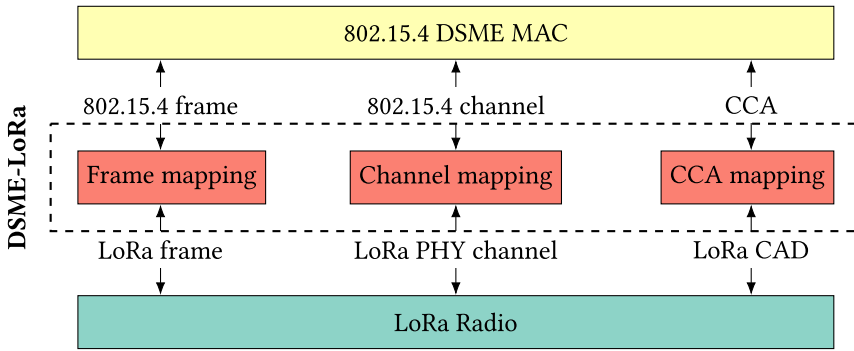 802.15.4 DSME MAC
802.15.4 frame
802.15.4 channel
CCA
DSME-LoRa
Frame mapping
Channel mapping
CCA mapping
LoRa frame
LoRa PHY channel
LoRa CAD
LoRa Radio